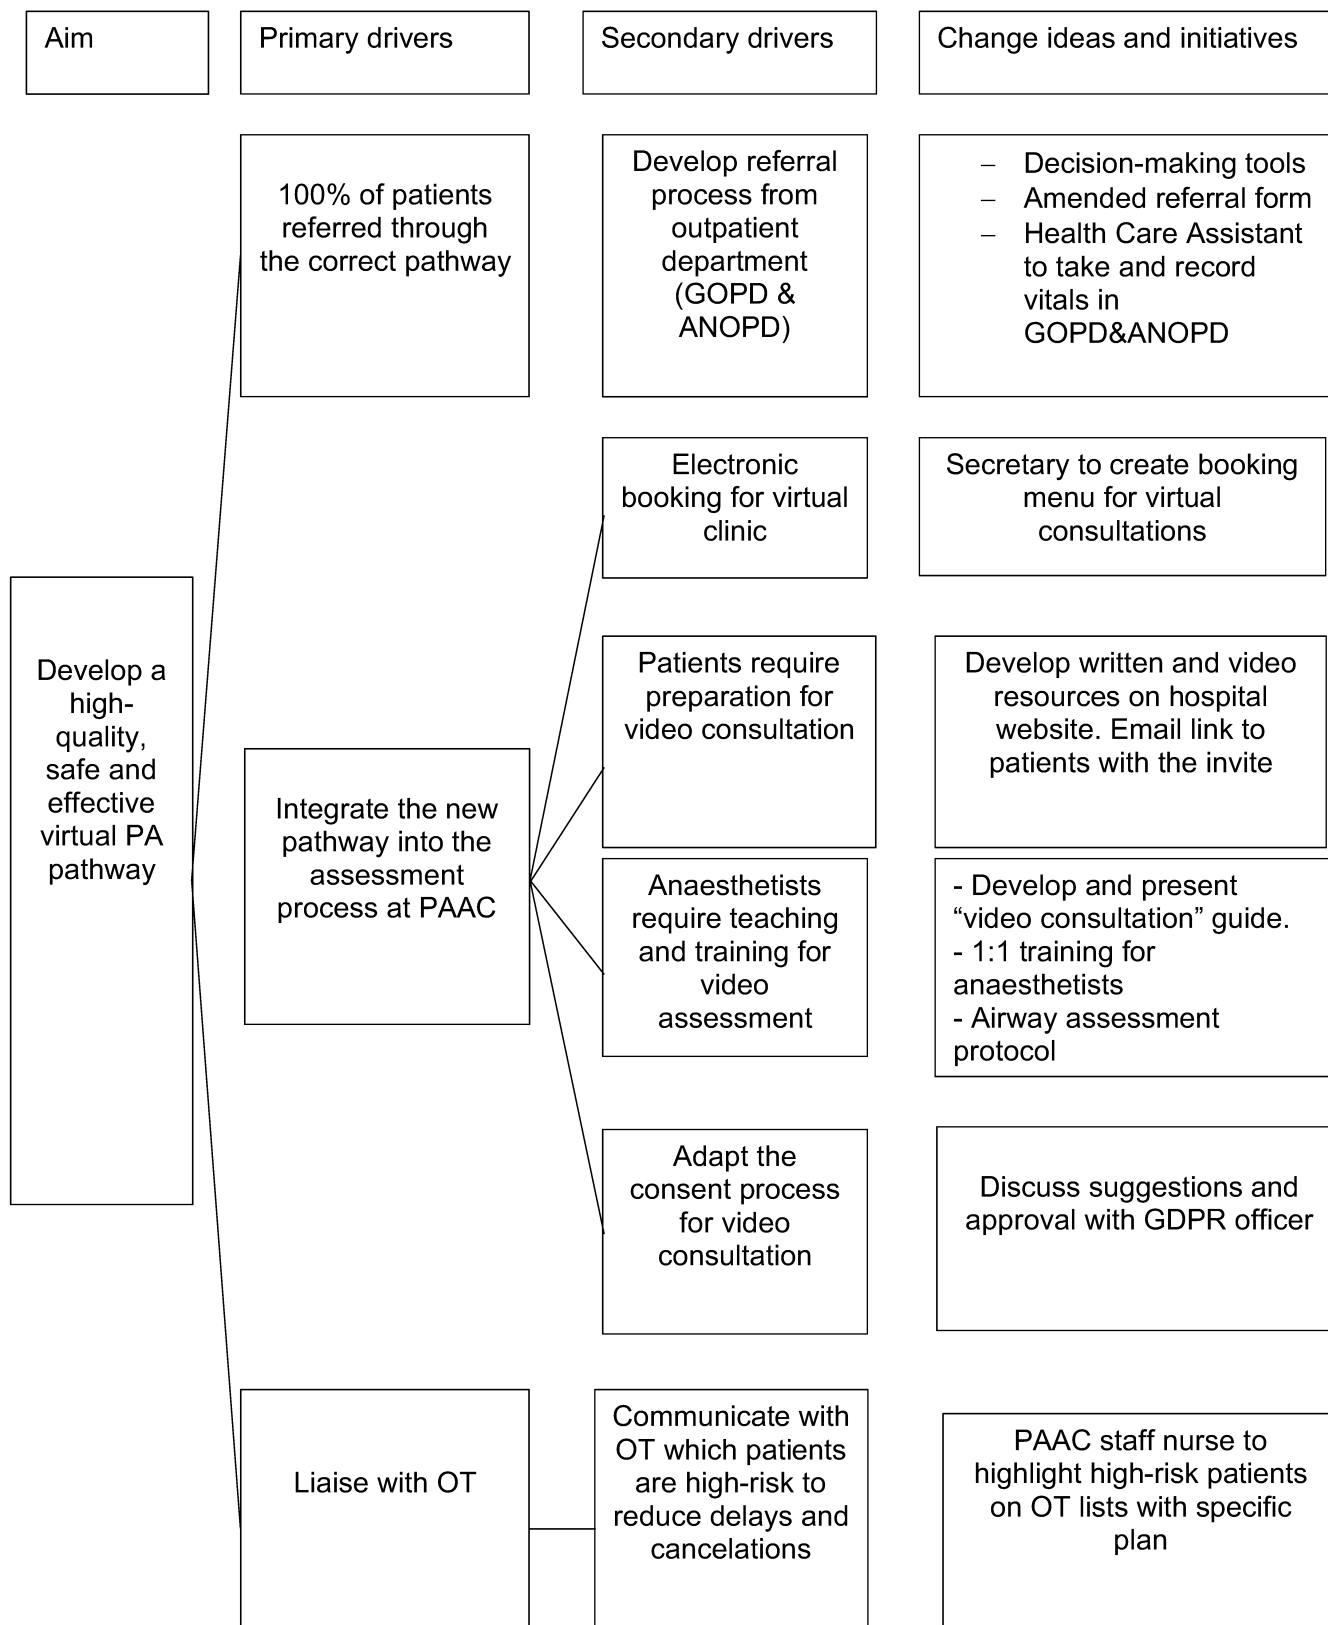 Aim
Primary drivers
Secondary drivers
Change ideas and initiatives
100% of patients
referred through
the correct pathway
Develop referral
process from
outpatient
department
(GOPD &
ANOPD)
– Decision-making tools
– Amended referral form
– Health Care Assistant
to take and record
vitals in
GOPD&ANOPD
Electronic
booking for virtual
clinic
Secretary to create booking
menu for virtual
consultations
Develop a
high-
quality,
safe and
effective
virtual PA
pathway
Integrate the new
pathway into the
assessment
process at PAAC
Patients require
preparation for
video consultation
Develop written and video
resources on hospital
website. Email link to
patients with the invite
Anaesthetists
require teaching
and training for
video
assessment
- Develop and present
“video consultation” guide.
- 1:1 training for
anaesthetists
- Airway assessment
protocol
Adapt the
consent process
for video
consultation
Discuss suggestions and
approval with GDPR officer
Liaise with OT
Communicate with
OT which patients
are high-risk to
reduce delays and
cancelations
PAAC staff nurse to
highlight high-risk patients
on OT lists with specific
plan